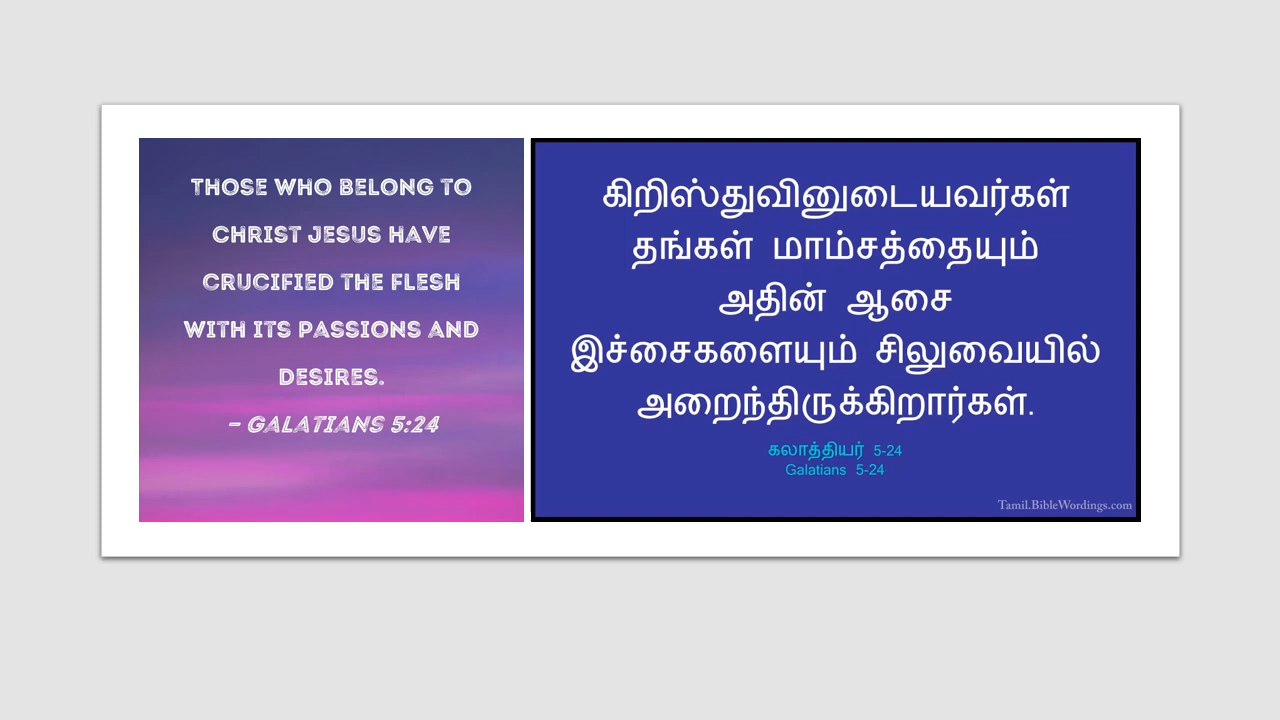 THOSE WHO BELONG TO
CHRIST JESUS HAVE
CRUCIFIED THE FLESH
WITH ITS PASSIONS AND
DESIRES.
– GALATIANS 5:24
கிறிஸ்துவினுடையவர்கள்
தங்கள் மாம்சத்தையும்
அதின் ஆசை
இச்சைகளையும் சிலுவையில்
அறைந்திருக்கிறார்கள்.
கலாத்தியர் 5-24
Galatians 5-24
Tamil.BibleWordings.com